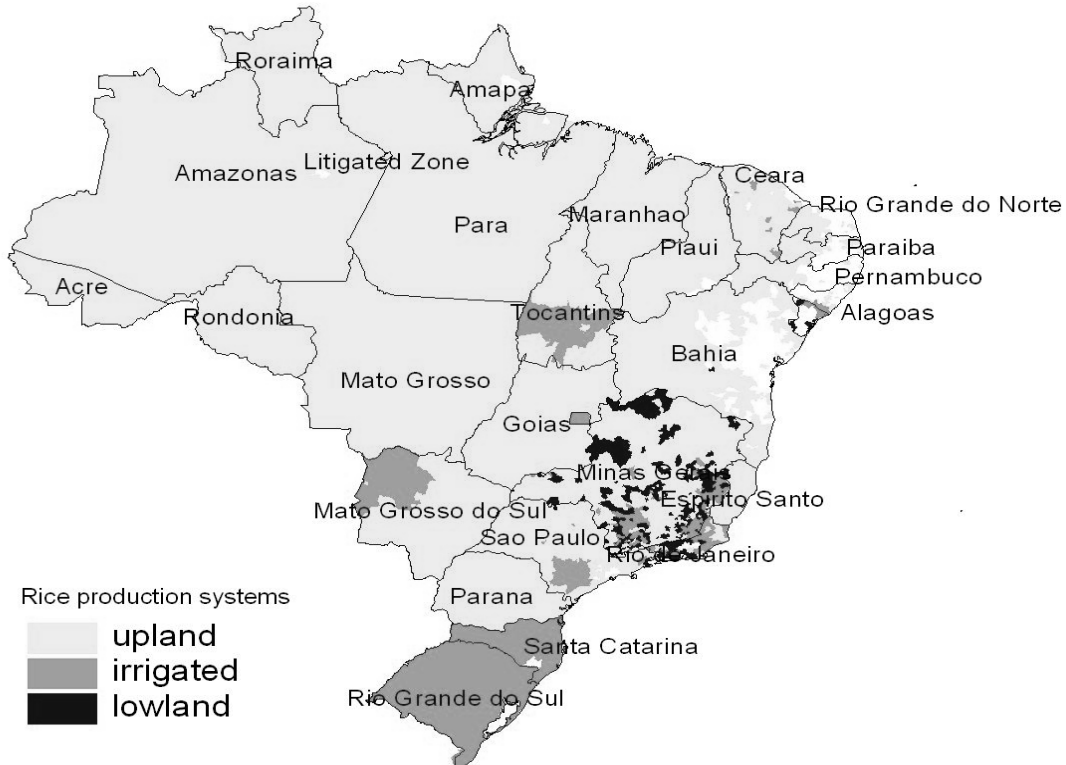 Roraima
Amapa
Litigated Zone
Amazonas
Ceara
Rio Grande do Norte
Maranhao
Para
Piaui
Paraiba
Pernambuco
Acre
Rondonia
Tocantins
Alagoas
Bahia
Mato Grosso
Goias
Minas Gerais
Espirito Santo
Mato Grosso do Sul
Sao Paulo
Rio de Janeiro
Parana
Santa Catarina
Rio Grande do Sul
Rice production systems
upland
irrigated
lowland